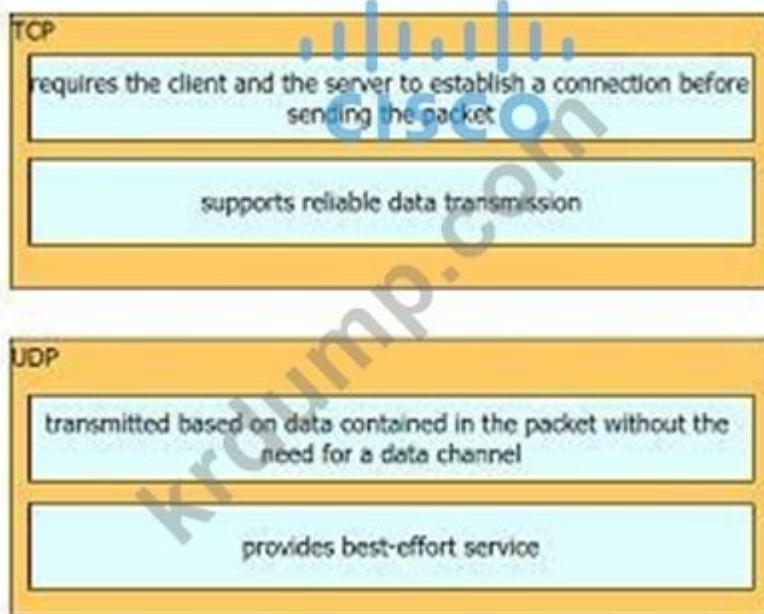 TCP
cisco
requires the client and the server to establish a connection before
sending the packet
supports reliable data transmission
krdump.com
UDP
transmitted based on data contained in the packet without the
need for a data channel
provides best-effort service